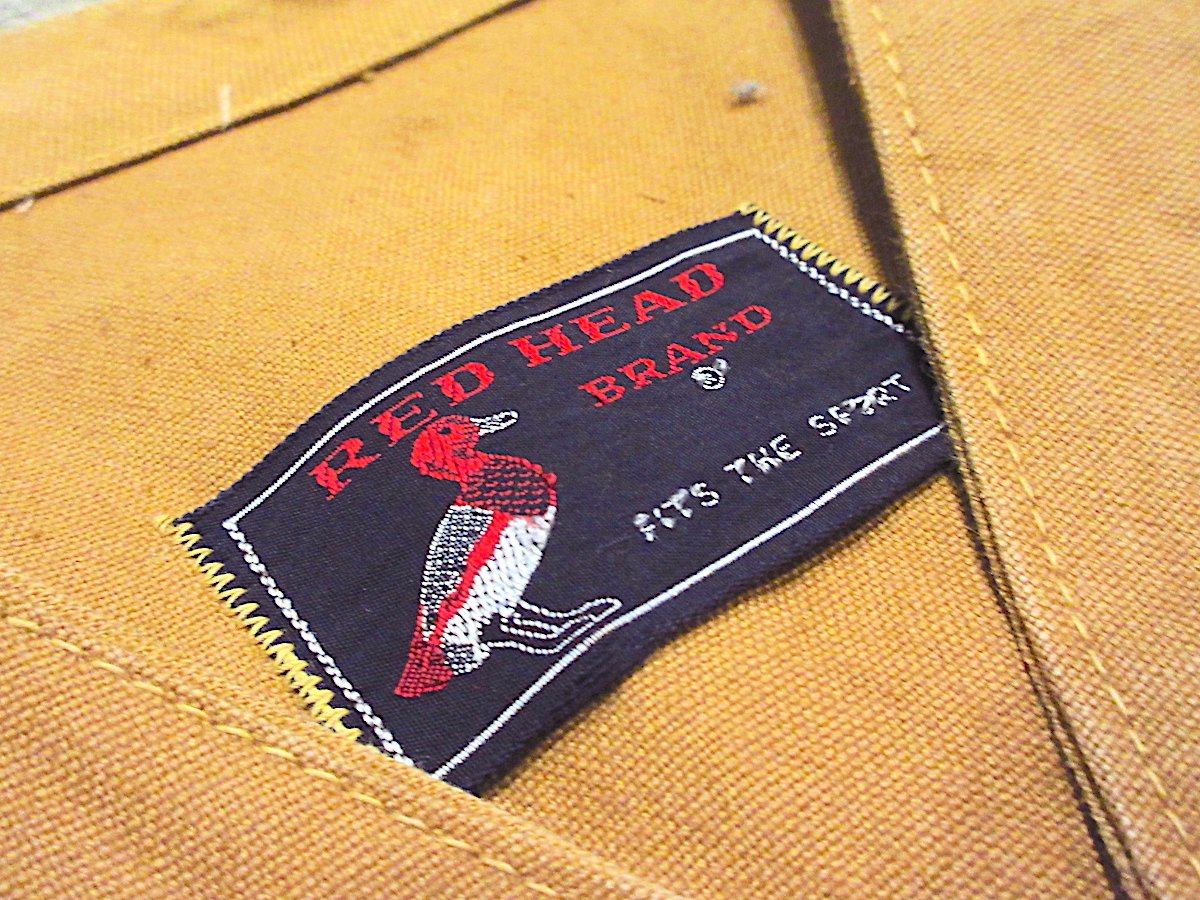 RED HEAD
BRAND
®
FITS THE SPORT